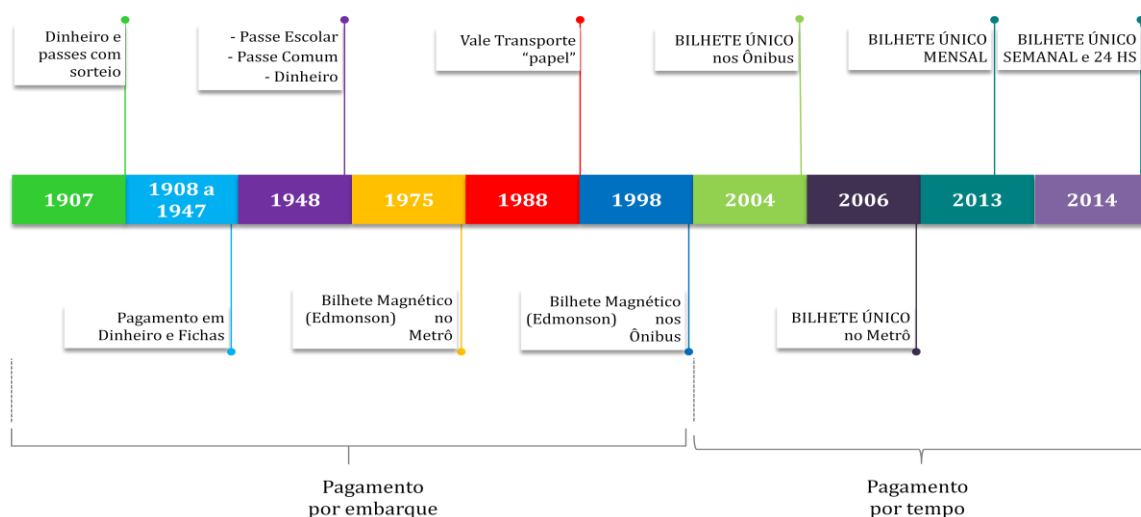 Dinheiro e
passes com
sorteio
- Passe Escolar
- Passe Comum
- Dinheiro
Vale Transporte
“papel”
BILHETE ÚNICO
nos Ônibus
BILHETE ÚNICO
MENSAL
BILHETE ÚNICO
SEMANAL e 24 HS
1907
1908 a
1947
1948
1975
1988
1998
2004
2006
2013
2014
Pagamento em
Dinheiro e Fichas
Bilhete Magnético
(Edmonson) no
Metrô
Bilhete Magnético
(Edmonson) nos
Ônibus
BILHETE ÚNICO
no Metrô
Pagamento
por embarque
Pagamento
por tempo